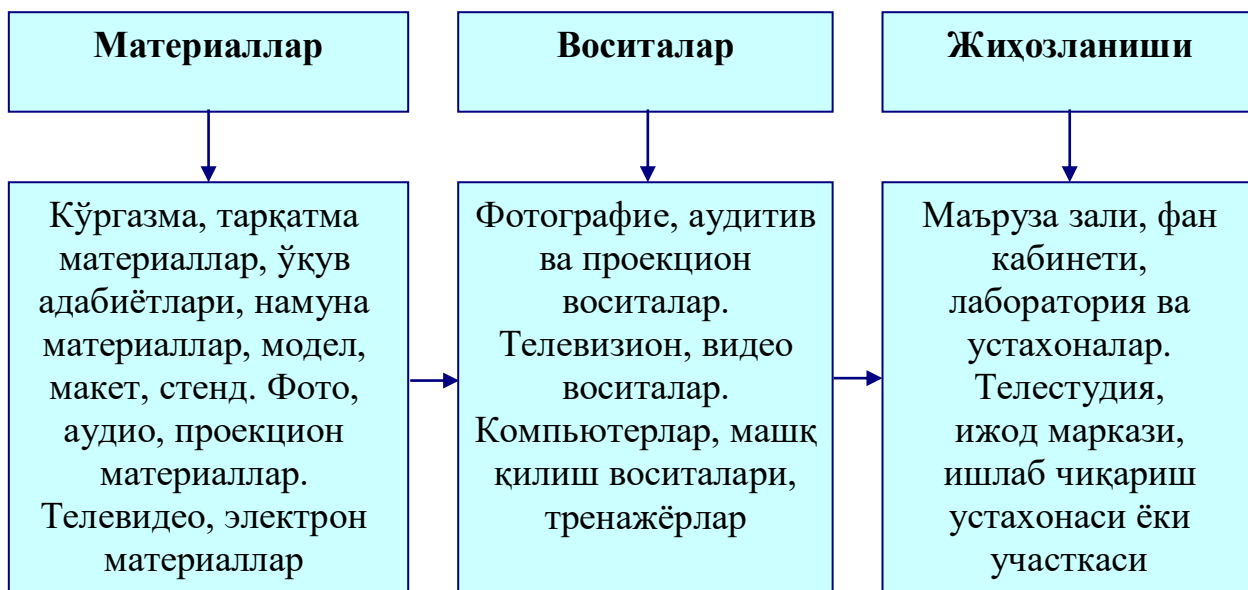 Материаллар
Воситалар
Жиҳозланиши
Кўргазма, тарқатма
материаллар, ўқув
адабиётлари, намуна
материаллар, модел,
макет, стенд. Фото,
аудио, проекцион
материаллар.
Телевидео, электрон
материаллар
Фотографие, аудитив
ва проекцион
воситалар.
Телевизион, видео
воситалар.
Компьютерлар, машқ
қилиш воситалари,
тренажёрлар
Маъруза зали, фан
кабинети,
лаборатория ва
устахоналар.
Телестудия,
ижод маркази,
ишлаб чиқариш
устахонаси ёки
участкаси